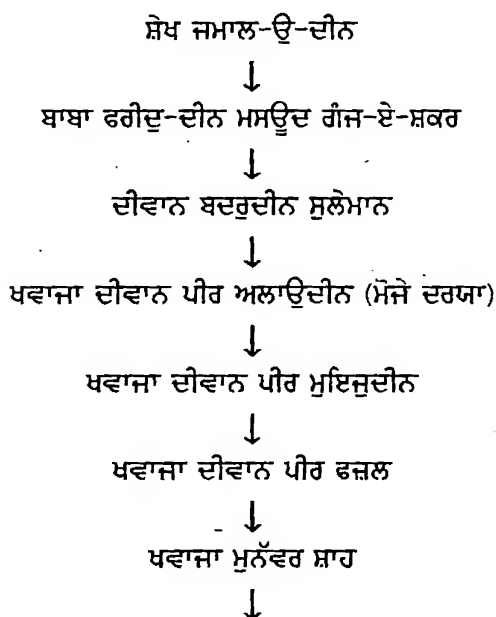 ਸ਼ੇਖ ਜਮਾਲ-ਉ-ਦੀਨ
↓
ਬਾਬਾ ਫਰੀਦੁ-ਦੀਨ ਮਸਊਦ ਗੰਜ-ਏ-ਸ਼ਕਰ
↓
ਦੀਵਾਨ ਬਦਰੁਦੀਨ ਸੁਲੇਮਾਨ
↓
ਖਵਾਜਾ ਦੀਵਾਨ ਪੀਰ ਅਲਾਉਦੀਨ (ਮੌਜੇ ਦਰਯਾ)
↓
ਖਵਾਜਾ ਦੀਵਾਨ ਪੀਰ ਮੁਇਜੁਦੀਨ
↓
ਖਵਾਜਾ ਦੀਵਾਨ ਪੀਰ ਫਜ਼ਲ
↓
ਖਵਾਜਾ ਮੁਨੱਵਰ ਸ਼ਾਹ
↓